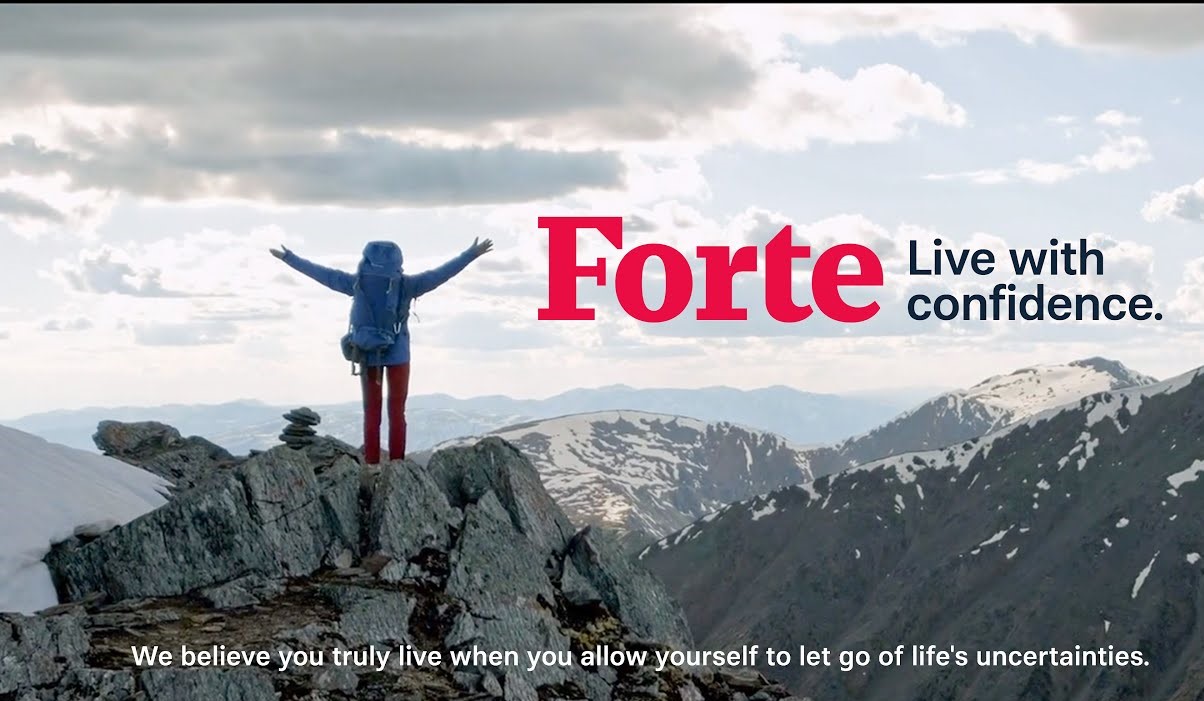 Forte
Live with
confidence.
We believe you truly live when you allow yourself to let go of life's uncertainties.